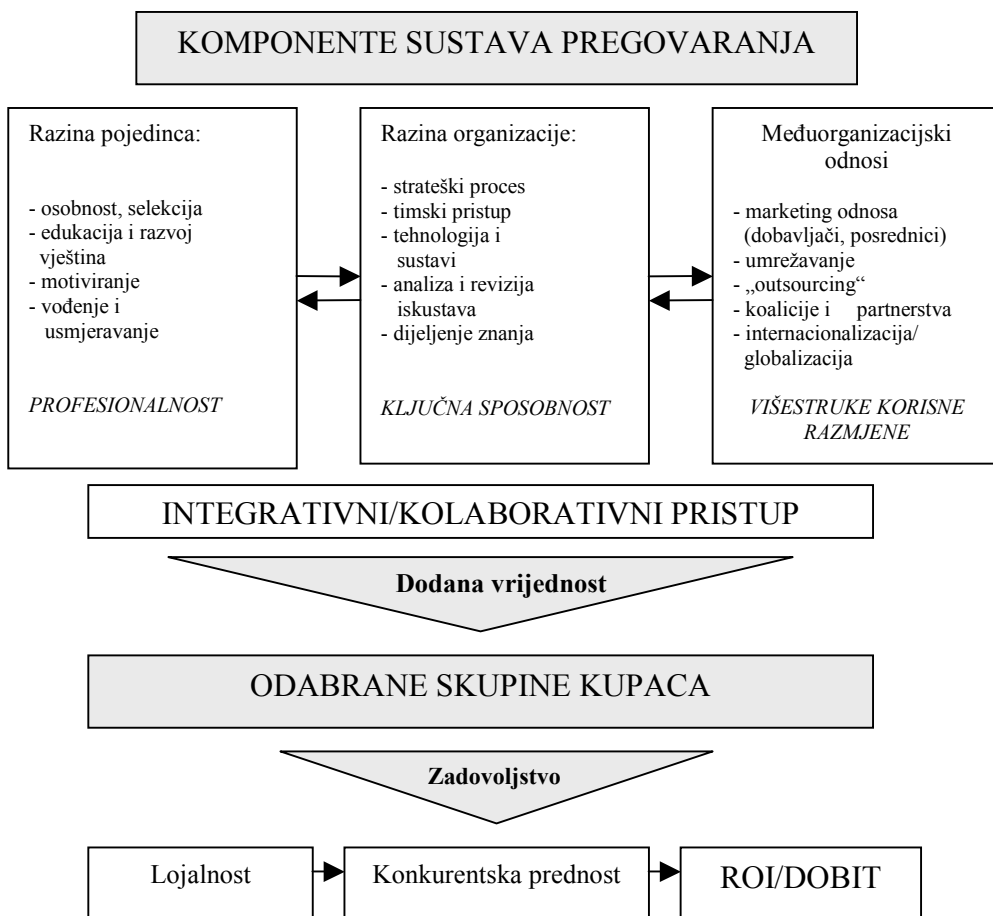 KOMPONENTE SUSTAVA PREGOVARANJA
Razina pojedinca:
- osobnost, selekcija
- edukacija i razvoj
vještina
- motiviranje
- vođenje i
usmjeravanje
PROFESIONALNOST
Razina organizacije:
- strateški proces
- timski pristup
- tehnologija i
sustavi
- analiza i revizija
iskustava
- dijeljenje znanja
KLJUČNA SPOSOBNOST
Međuorganizacijski
odnosi
- marketing odnosa
(dobavljači, posrednici)
- umrežavanje
- „outsourcing“
- koalicije i partnerstva
- internacionalizacija/
globalizacija
VIŠESTRUKE KORISNE
RAZMJENE
INTEGRATIVNI/KOLABORATIVNI PRISTUP
Dodana vrijednost
ODABRANE SKUPINE KUPACA
Zadovoljstvo
Lojalnost
Konkurentska prednost
ROI/DOBIT